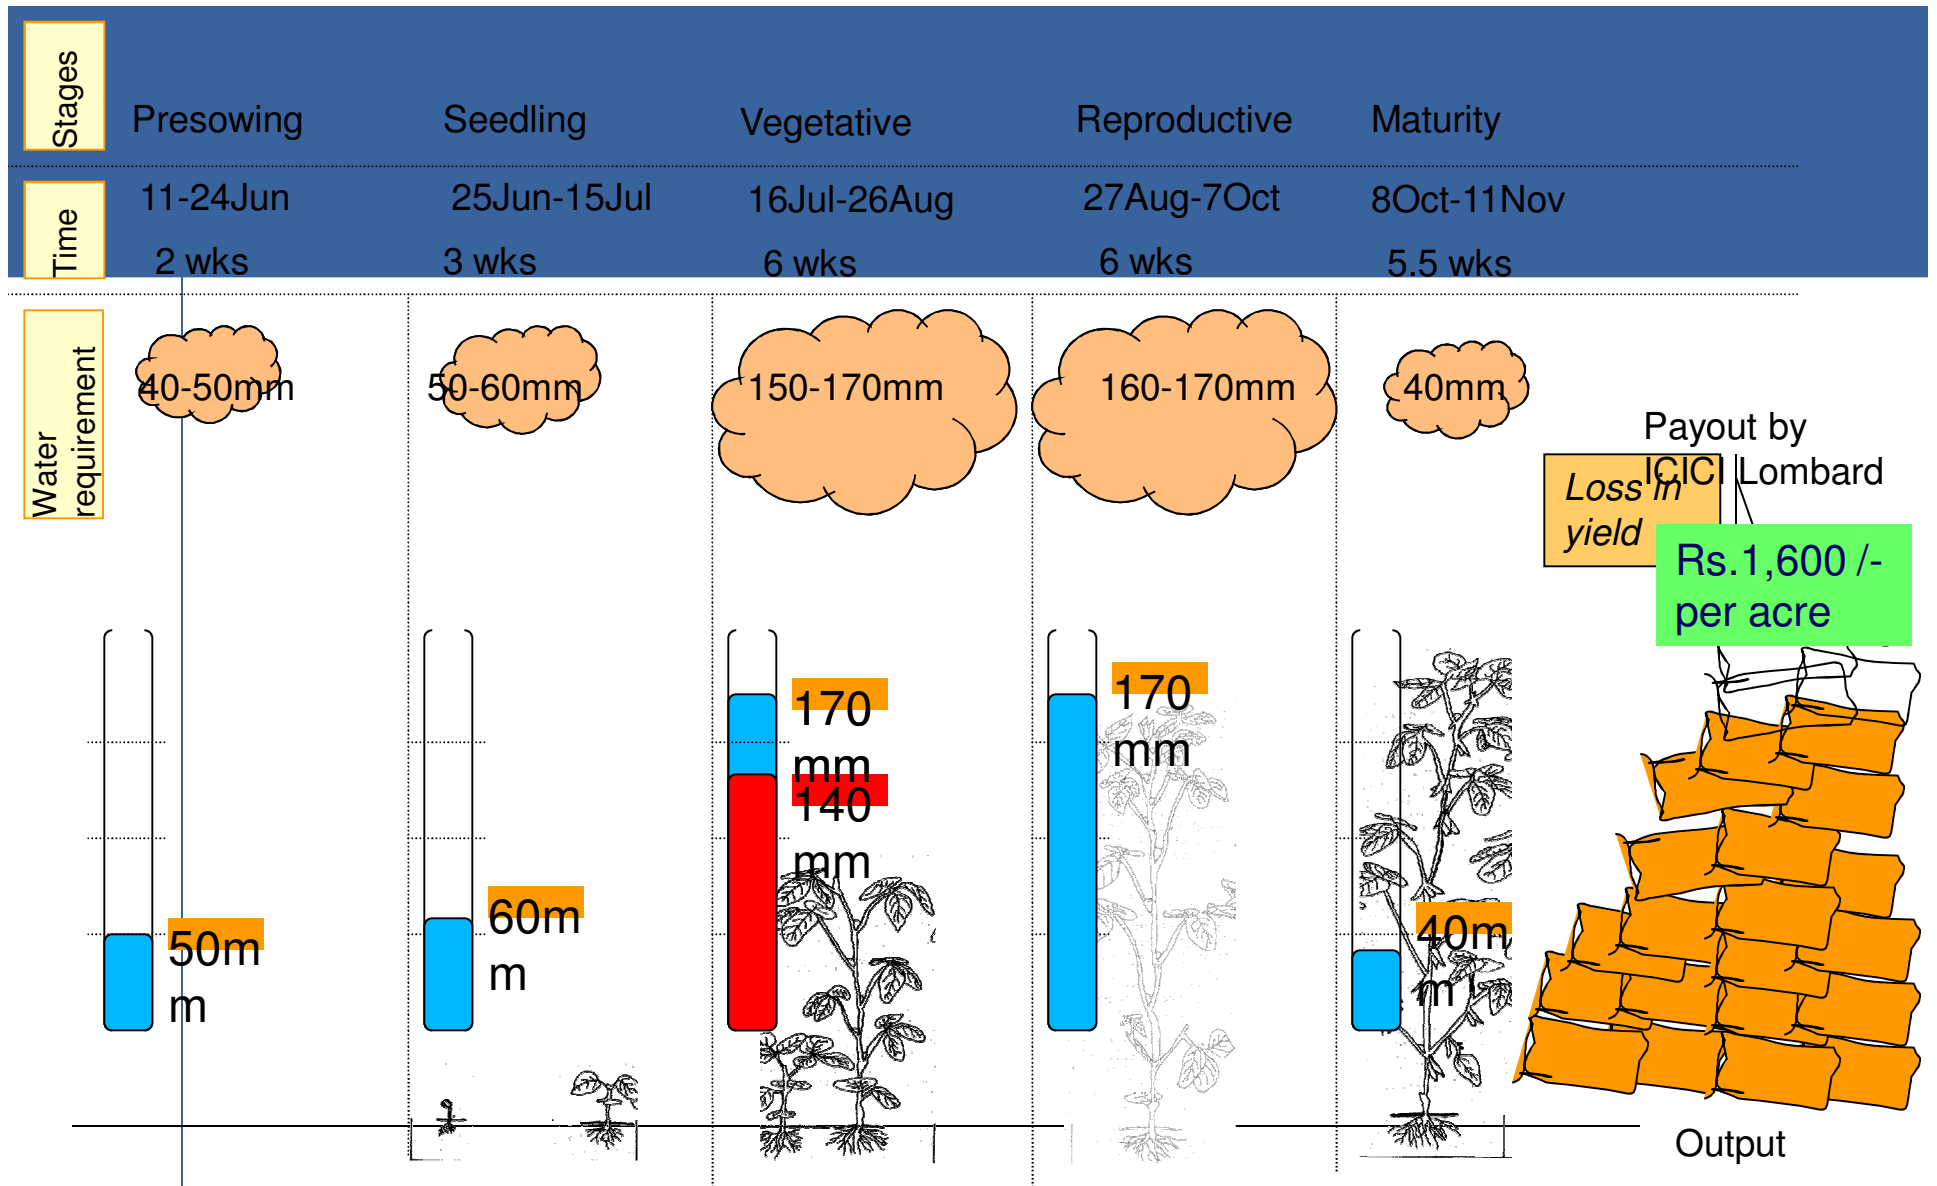 Stages
Presowing
Seedling
Vegetative
Reproductive
Maturity
Time
11-24Jun
25Jun-15Jul
16Jul-26Aug
27Aug-7Oct
8Oct-11Nov
2 wks
3 wks
6 wks
6 wks
5.5 wks
Water
requirement
40-50mm
50-60mm
150-170mm
160-170mm
40mm
Payout by
ICICI Lombard
Loss in
yield
Rs.1,600 /-
per acre
50m
m
60m
m
170
mm
140
mm
170
mm
40m
m
Output